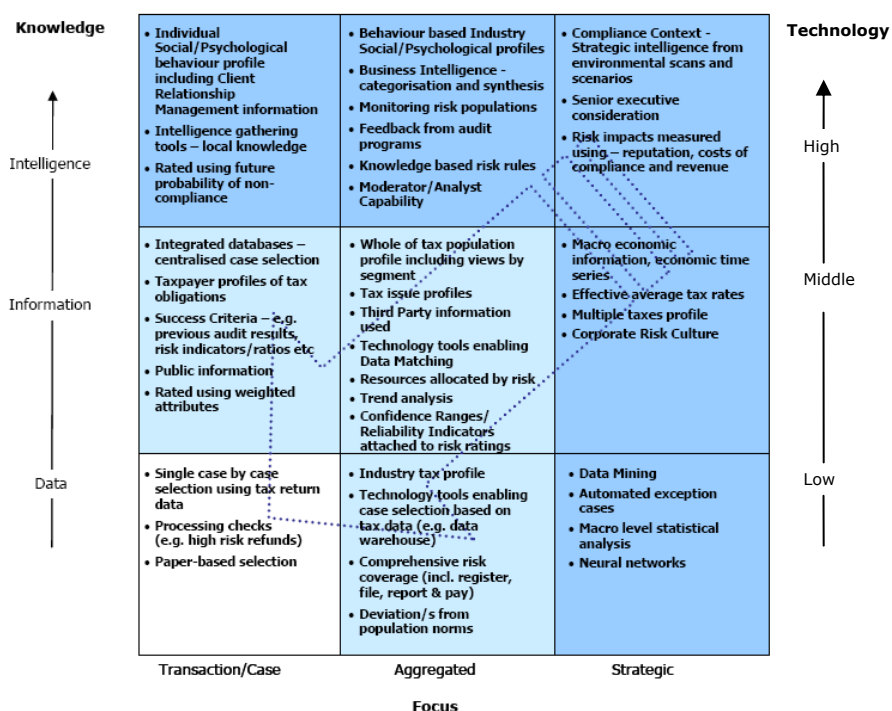 Knowledge
Technology
Intelligence
Information
Data
High
Middle
Low
• Individual
Social/Psychological
behaviour profile
including Client
Relationship
Management information
• Intelligence gathering
tools – local knowledge
• Rated using future
probability of non-
compliance
• Behaviour based Industry
Social/Psychological profiles
• Business Intelligence -
categorisation and synthesis
• Monitoring risk populations
• Feedback from audit
programs
• Knowledge based risk rules
• Moderator/Analyst
Capability
• Compliance Context -
Strategic intelligence from
environmental scans and
scenarios
• Senior executive
consideration
• Risk impacts measured
using – reputation, costs of
compliance and revenue
• Integrated databases –
centralised case selection
• Taxpayer profiles of tax
obligations
• Success Criteria – e.g.
previous audit results,
risk indicators/ratios etc
• Public information
• Rated using weighted
attributes
• Whole of tax population
profile including views by
segment
• Tax issue profiles
• Third Party information
used
• Technology tools enabling
Data Matching
• Resources allocated by risk
• Trend analysis
• Confidence Ranges/
Reliability Indicators
attached to risk ratings
• Macro economic
information, economic time
series
• Effective average tax rates
• Multiple taxes profile
• Corporate Risk Culture
• Single case by case
selection using tax return
data
• Processing checks
(e.g. high risk refunds)
• Paper-based selection
• Industry tax profile
• Technology tools enabling
case selection based on
tax data (e.g. data
warehouse)
• Comprehensive risk
coverage (incl. register,
file, report & pay)
• Deviation/s from
population norms
• Data Mining
• Automated exception
cases
• Macro level statistical
analysis
• Neural networks
Transaction/Case
Aggregated
Strategic
Focus